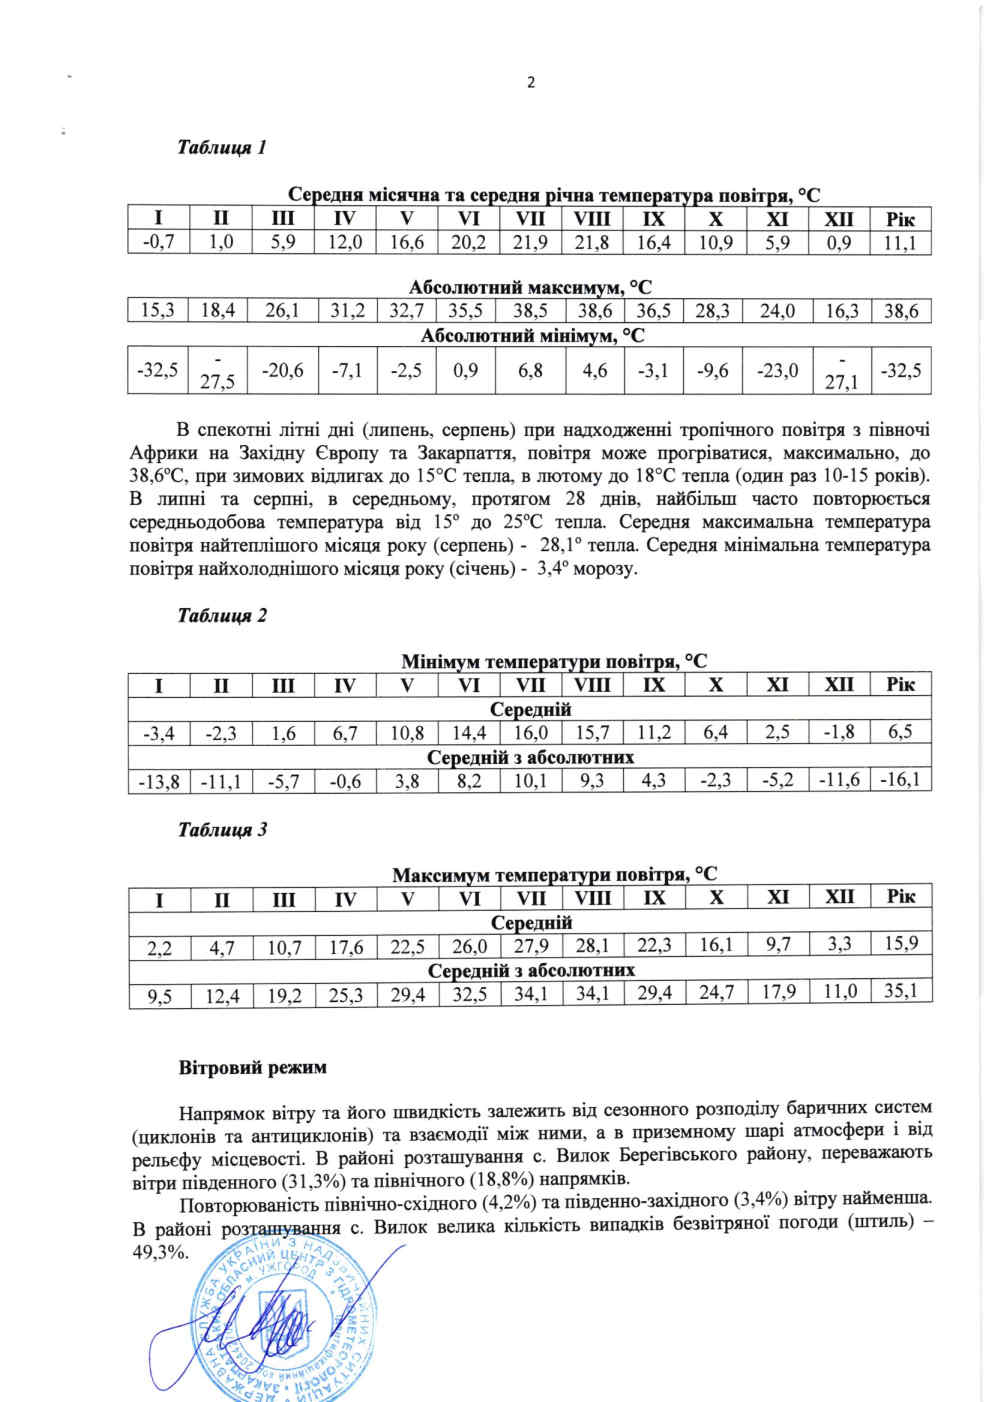 2
Таблиця 1
Середня місячна та середня річна температура повітря, °С
I II III IV V VI VII VIII IX X XI XII Рік
-0,7 1,0 5,9 12,0 16,6 20,2 21,9 21,8 16,4 10,9 5,9 0,9 11,1
Абсолютний максимум, °С
15,3 18,4 26,1 31,2 32,7 35,5 38,5 38,6 36,5 28,3 24,0 16,3 38,6
Абсолютний мінімум, °С
-32,5 -27,5 -20,6 -7,1 -2,5 0,9 6,8 4,6 -3,1 -9,6 -23,0 -27,1 -32,5
В спекотні літні дні (липень, серпень) при надходженні тропічного повітря з півночі
Африки на Західну Європу та Закарпаття, повітря може прогріватися, максимально, до
38,6ºС, при зимових відлигах до 15°С тепла, в лютому до 18°С тепла (один раз 10-15 років).
В липні та серпні, в середньому, протягом 28 днів, найбільш часто повторюється
середньодобова температура від 15º до 25ºС тепла. Середня максимальна температура
повітря найтеплішого місяця року (серпень) - 28,1º тепла. Середня мінімальна температура
повітря найхолоднішого місяця року (січень) - 3,4º морозу.
Таблиця 2
Мінімум температури повітря, °С
I II III IV V VI VII VIII IX X XI XII Рік
Середній
-3,4 -2,3 1,6 6,7 10,8 14,4 16,0 15,7 11,2 6,4 2,5 -1,8 6,5
Середній з абсолютних
-13,8 -11,1 -5,7 -0,6 3,8 8,2 10,1 9,3 4,3 -2,3 -5,2 -11,6 -16,1
Таблиця 3
Максимум температури повітря, °С
I II III IV V VI VII VIII IX X XI XII Рік
Середній
2,2 4,7 10,7 17,6 22,5 26,0 27,9 28,1 22,3 16,1 9,7 3,3 15,9
Середній з абсолютних
9,5 12,4 19,2 25,3 29,4 32,5 34,1 34,1 29,4 24,7 17,9 11,0 35,1
Вітровий режим
Напрямок вітру та його швидкість залежить від сезонного розподілу баричних систем
(циклонів та антициклонів) та взаємодії між ними, а в приземному шарі атмосфери і від
рельєфу місцевості. В районі розташування с. Вилок Берегівського району, переважають
вітри південного (31,3%) та північного (18,8%) напрямків.
Повторюваність північно-східного (4,2%) та південно-західного (3,4%) вітру найменша.
В районі розташування с. Вилок велика кількість випадків безвітряної погоди (штиль) –
49,3%.
ДЕРЖАВНА СЛУЖБА УКРАЇНИ З НАДЗВИЧАЙНИХ СИТУАЦІЙ
ЗАКАРПАТСЬКИЙ ОБЛАСНИЙ ЦЕНТР З ГІДРОМЕТЕОРОЛОГІЇ
м. УЖГОРОД